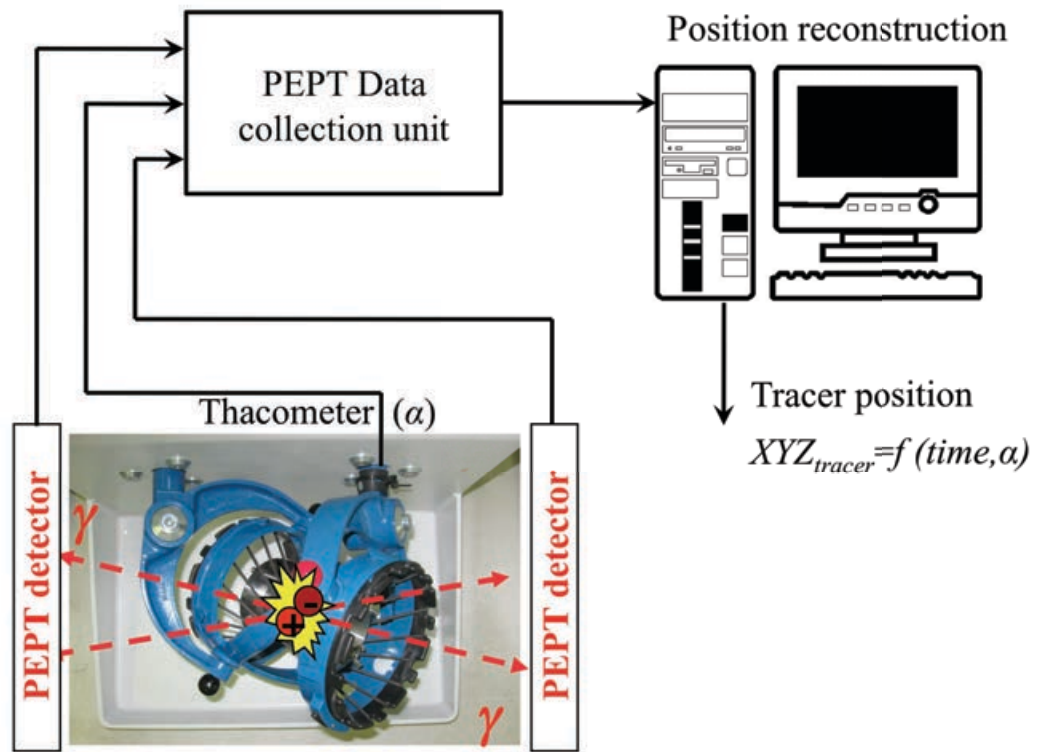 Position reconstruction
PEPT Data
collection unit
Thacometer (α)
Tracer position
XYZtracer=f (time,α)
PEPT detector
γ
+
-
γ
PEPT detector